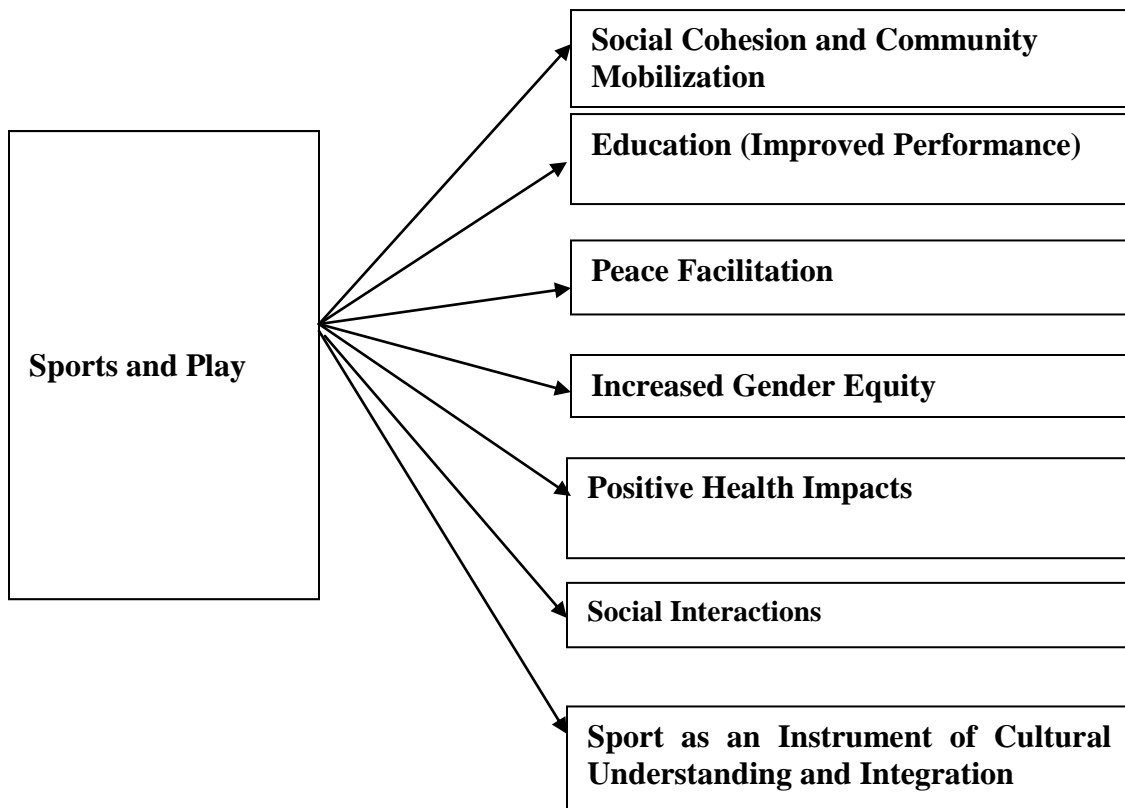 Social Cohesion and Community
Mobilization
Education (Improved Performance)
Peace Facilitation
Sports and Play
Increased Gender Equity
Positive Health Impacts
Social Interactions
Sport as an Instrument of Cultural
Understanding and Integration